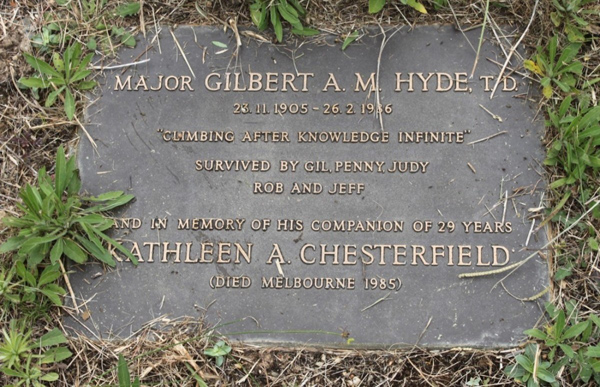 MAJOR GILBERT A. M. HYDE, T.D.
23.11.1905 - 26.2.1986
"CLIMBING AFTER KNOWLEDGE INFINITE"
SURVIVED BY GIL, PENNY, JUDY
ROB AND JEFF
AND IN MEMORY OF HIS COMPANION OF 29 YEARS
KATHLEEN A. CHESTERFIELD
(DIED MELBOURNE 1985)